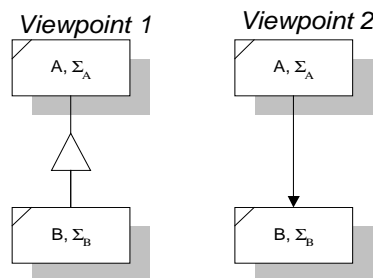 Viewpoint 1 Viewpoint 2
A, Σ_A A, Σ_A
B, Σ_B B, Σ_B